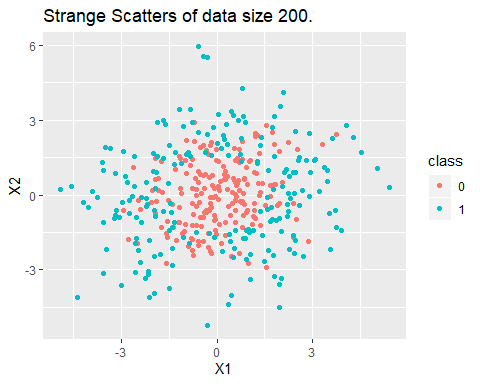 Strange Scatters of data size 200.
6
3
0
-3
X2
-3
0
3
X1
class
0
1